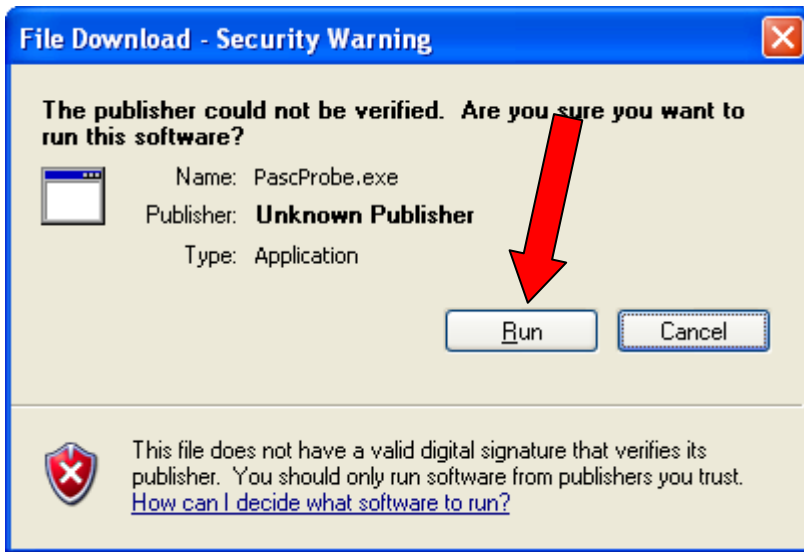 File Download - Security Warning
The publisher could not be verified.  Are you sure you want to
run this software?
Name: PascProbe.exe
Publisher: Unknown Publisher
Type: Application
Run Cancel
This file does not have a valid digital signature that verifies its
publisher.  You should only run software from publishers you trust.
How can I decide what software to run?